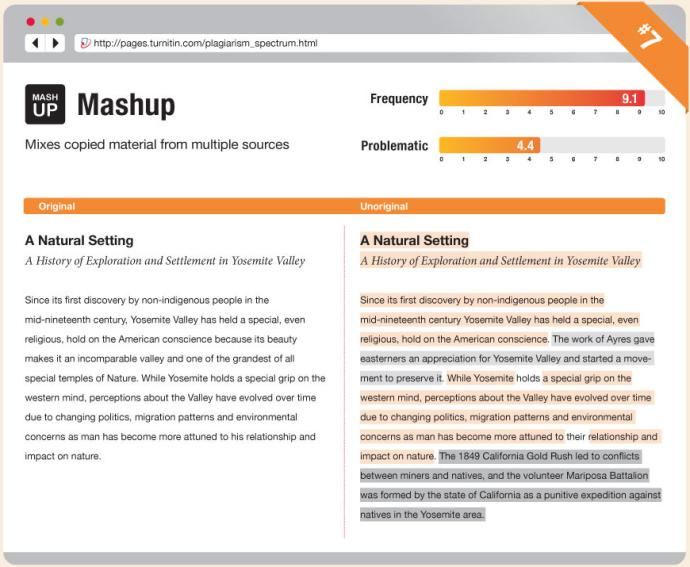 #7
http://pages.turnitin.com/plagiarism_spectrum.html
MASH
UP
Mashup
Mixes copied material from multiple sources
Frequency
9.1
0 1 2 3 4 5 6 7 8 9 10
Problematic
4.4
0 1 2 3 4 5 6 7 8 9 10
Original
A Natural Setting
A History of Exploration and Settlement in Yosemite Valley
Since its first discovery by non-indigenous people in the
mid-nineteenth century, Yosemite Valley has held a special, even
religious, hold on the American conscience because its beauty
makes it an incomparable valley and one of the grandest of all
special temples of Nature. While Yosemite holds a special grip on the
western mind, perceptions about the Valley have evolved over time
due to changing politics, migration patterns and environmental
concerns as man has become more attuned to his relationship and
impact on nature.
Unoriginal
A Natural Setting
A History of Exploration and Settlement in Yosemite Valley
Since its first discovery by non-indigenous people in the
mid-nineteenth century Yosemite Valley has held a special, even
religious, hold on the American conscience. The work of Ayres gave
easterners an appreciation for Yosemite Valley and started a move-
ment to preserve it. While Yosemite holds a special grip on the
western mind, perceptions about the Valley have evolved over time
due to changing politics, migration patterns and environmental
concerns as man has become more attuned to their relationship and
impact on nature. The 1849 California Gold Rush led to conflicts
between miners and natives, and the volunteer Mariposa Battalion
was formed by the state of California as a punitive expedition against
natives in the Yosemite area.